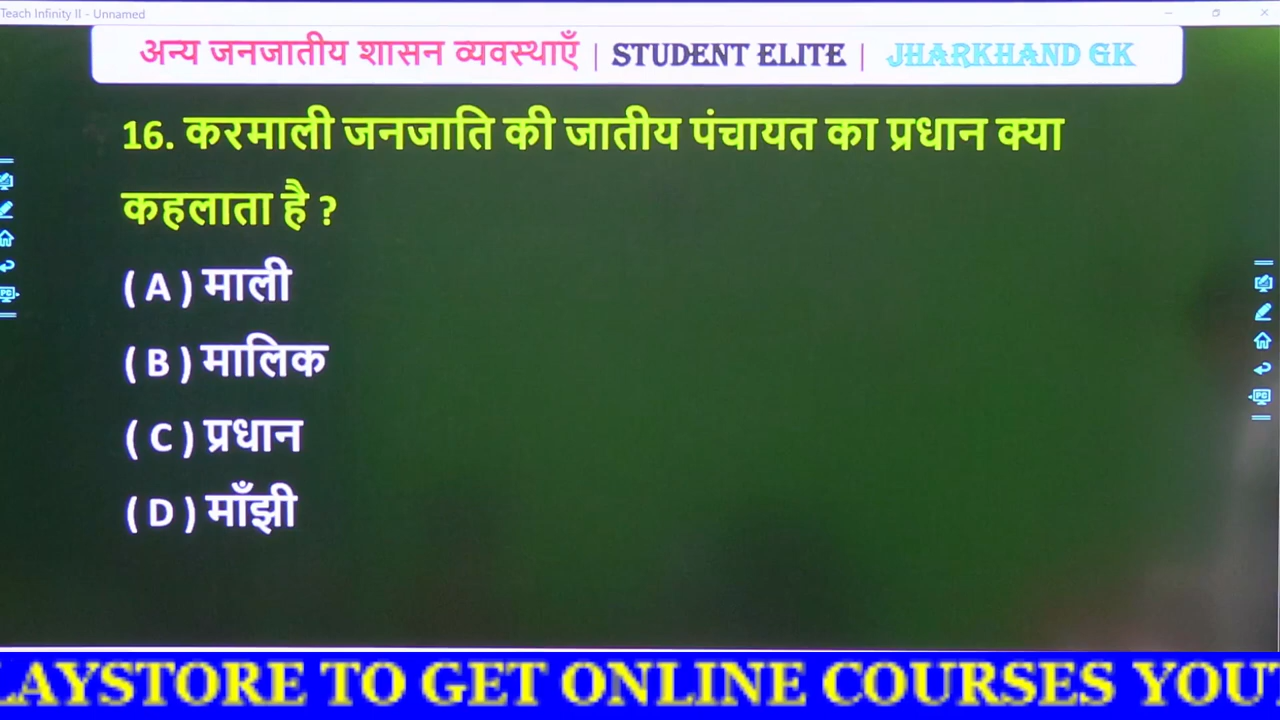 Teach Infinity II - Unnamed
अन्य जनजातीय शासन व्यवस्थाएँ | STUDENT ELITE | JHARKHAND GK
16. करमाली जनजाति की जातीय पंचायत का प्रधान क्या
कहलाता है ?
( A ) माली
( B ) मालिक
( C ) प्रधान
( D ) माँझी
LAYSTORE TO GET ONLINE COURSES YOUT